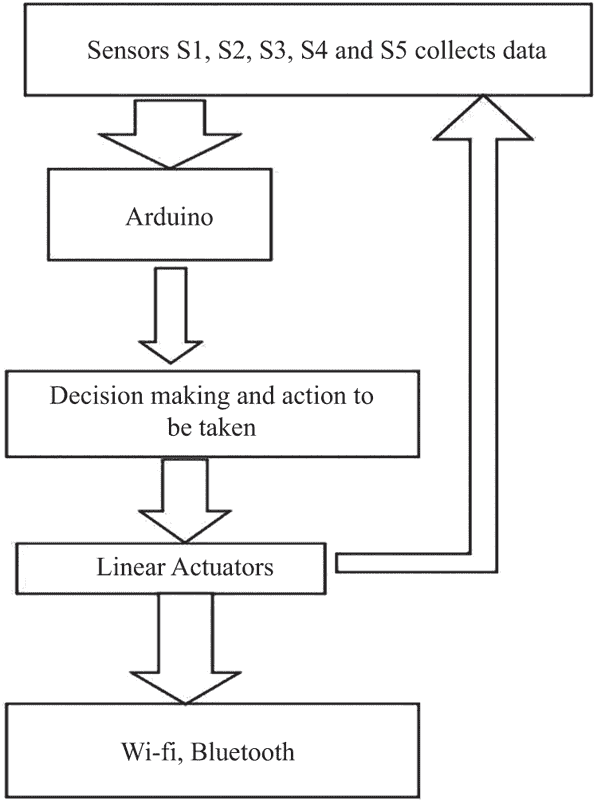 Sensors S1, S2, S3, S4 and S5 collects data
Arduino
Decision making and action to
be taken
Linear Actuators
Wi-fi, Bluetooth